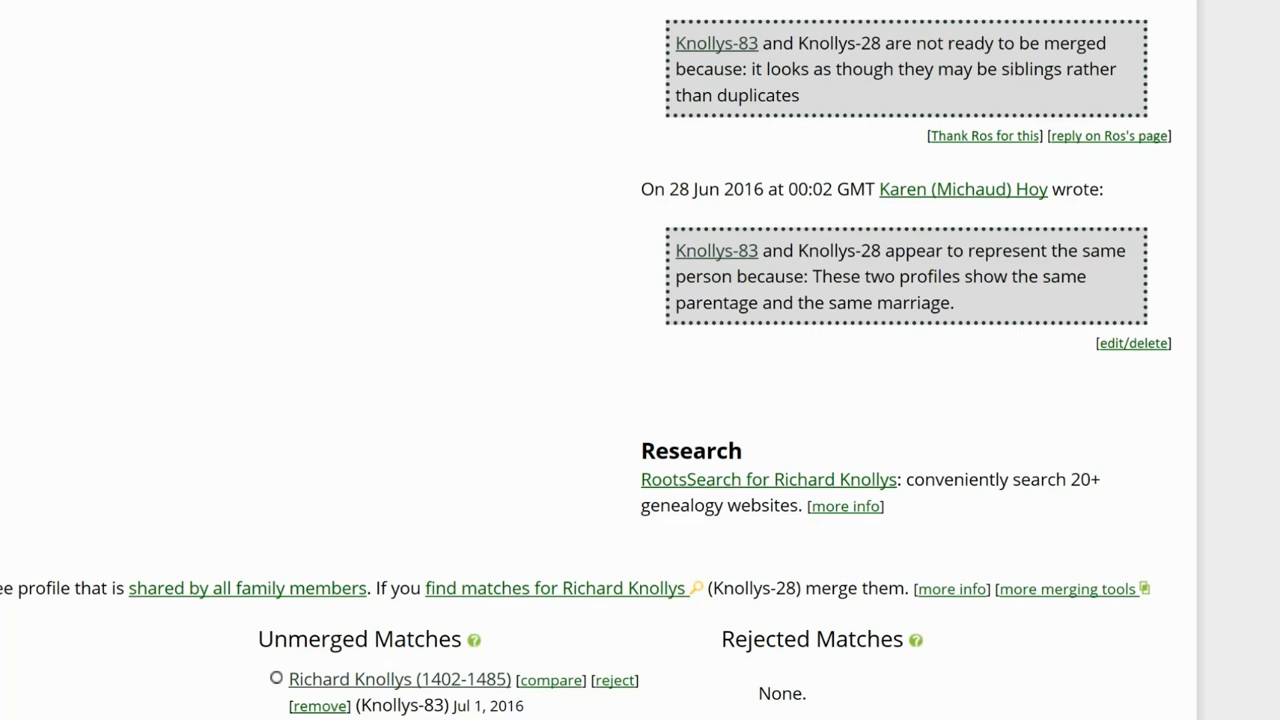 Knollys-83 and Knollys-28 are not ready to be merged
because: it looks as though they may be siblings rather
than duplicates
[Thank Ros for this] [reply on Ros's page]
On 28 Jun 2016 at 00:02 GMT Karen (Michaud) Hoy wrote:
Knollys-83 and Knollys-28 appear to represent the same
person because: These two profiles show the same
parentage and the same marriage.
[edit/delete]
Research
RootsSearch for Richard Knollys: conveniently search 20+
genealogy websites. [more info]
ee profile that is shared by all family members. If you find matches for Richard Knollys (Knollys-28) merge them. [more info] [more merging tools]
Unmerged Matches ?
Richard Knollys (1402-1485) [compare] [reject]
[remove] (Knollys-83) Jul 1, 2016
Rejected Matches ?
None.